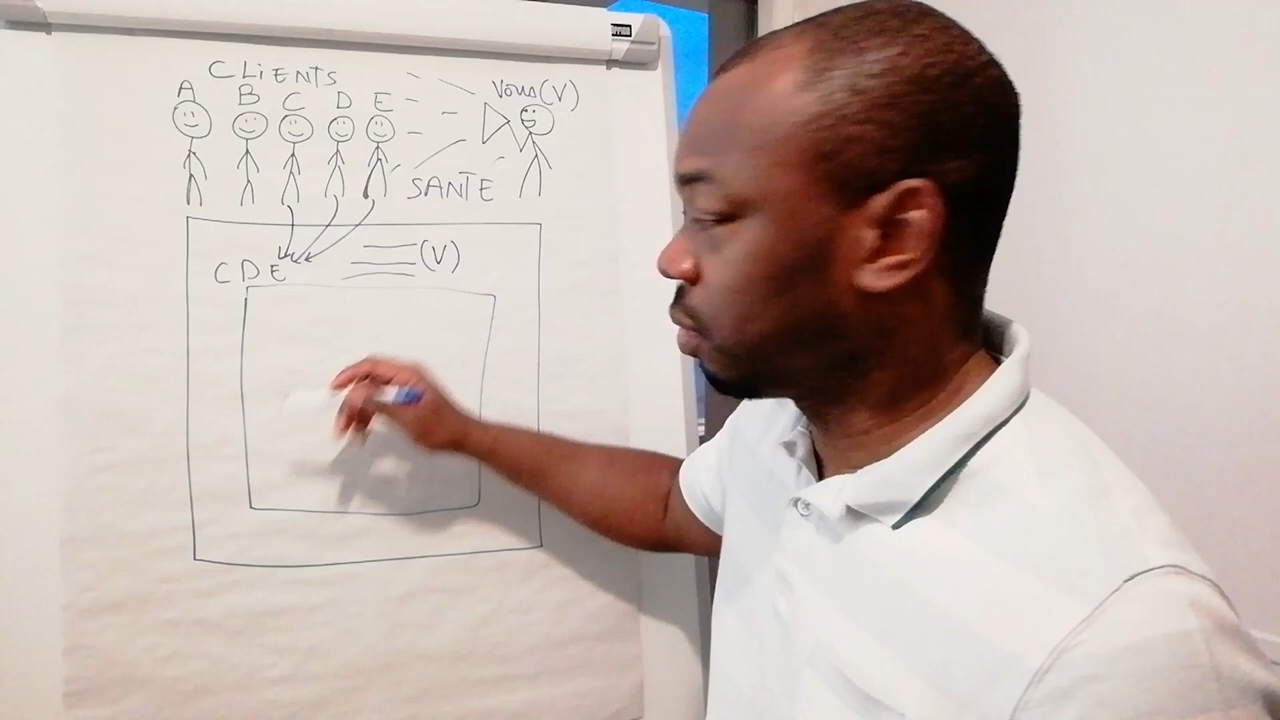 CLiENTS
A B C D E
Vous(V)
SANTE
C D E
(V)